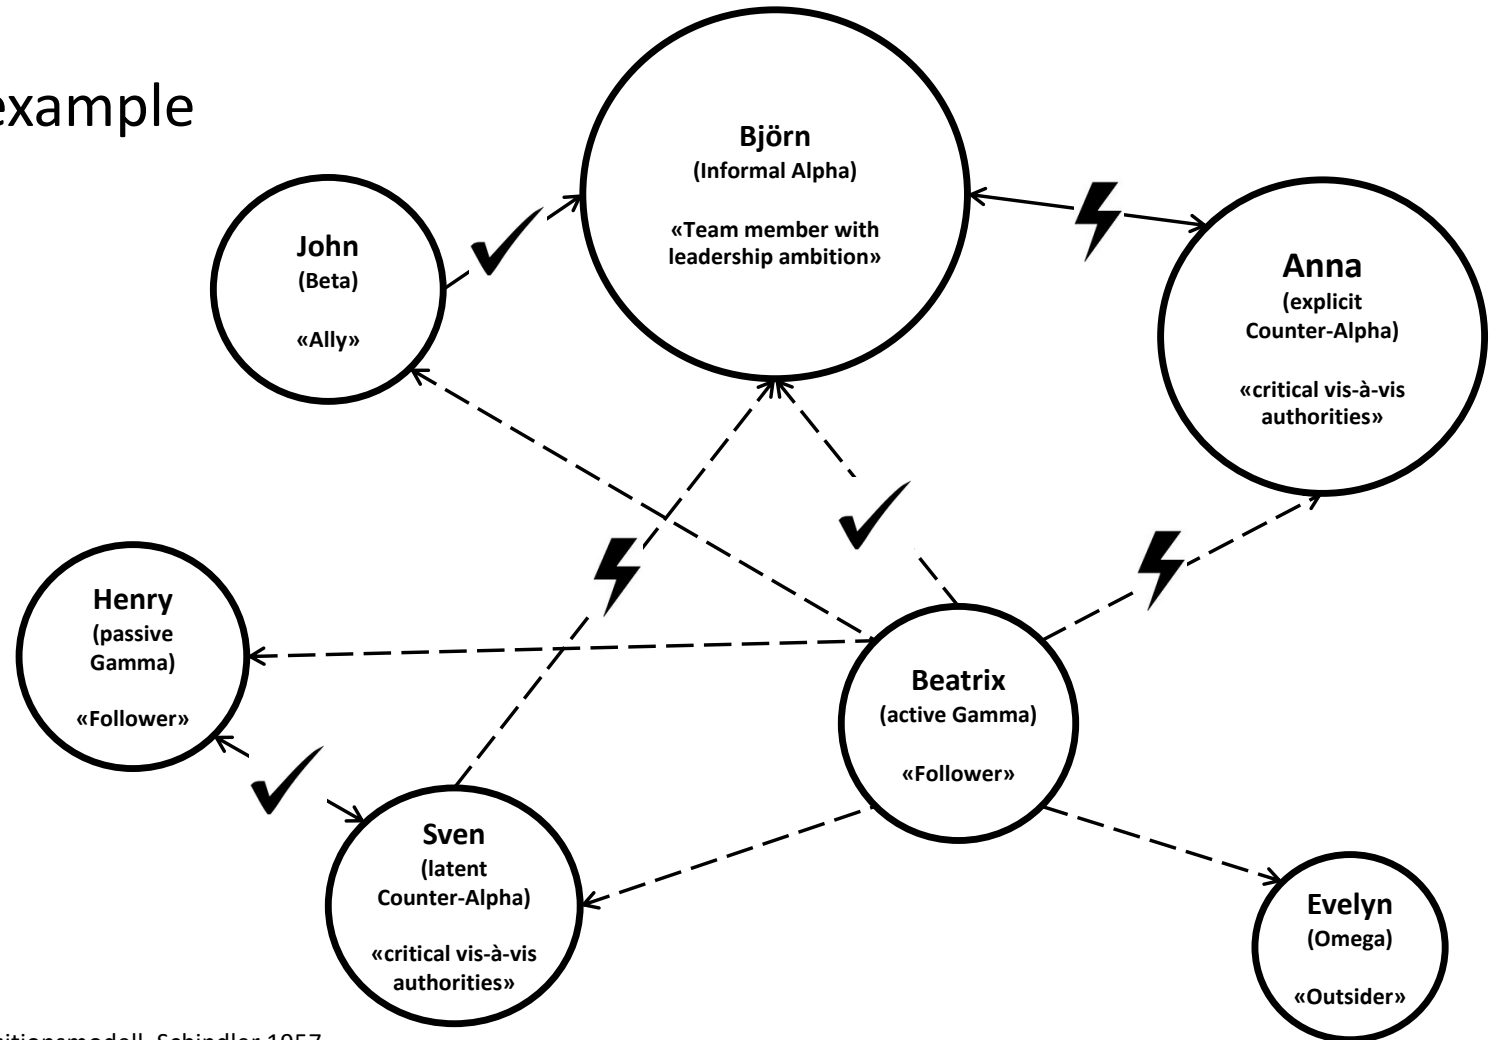 example
Björn
(Informal Alpha)
«Team member with
leadership ambition»
John
(Beta)
«Ally»
Anna
(explicit
Counter-Alpha)
«critical vis-à-vis
authorities»
Henry
(passive
Gamma)
«Follower»
Beatrix
(active Gamma)
«Follower»
Sven
(latent
Counter-Alpha)
«critical vis-à-vis
authorities»
Evelyn
(Omega)
«Outsider»